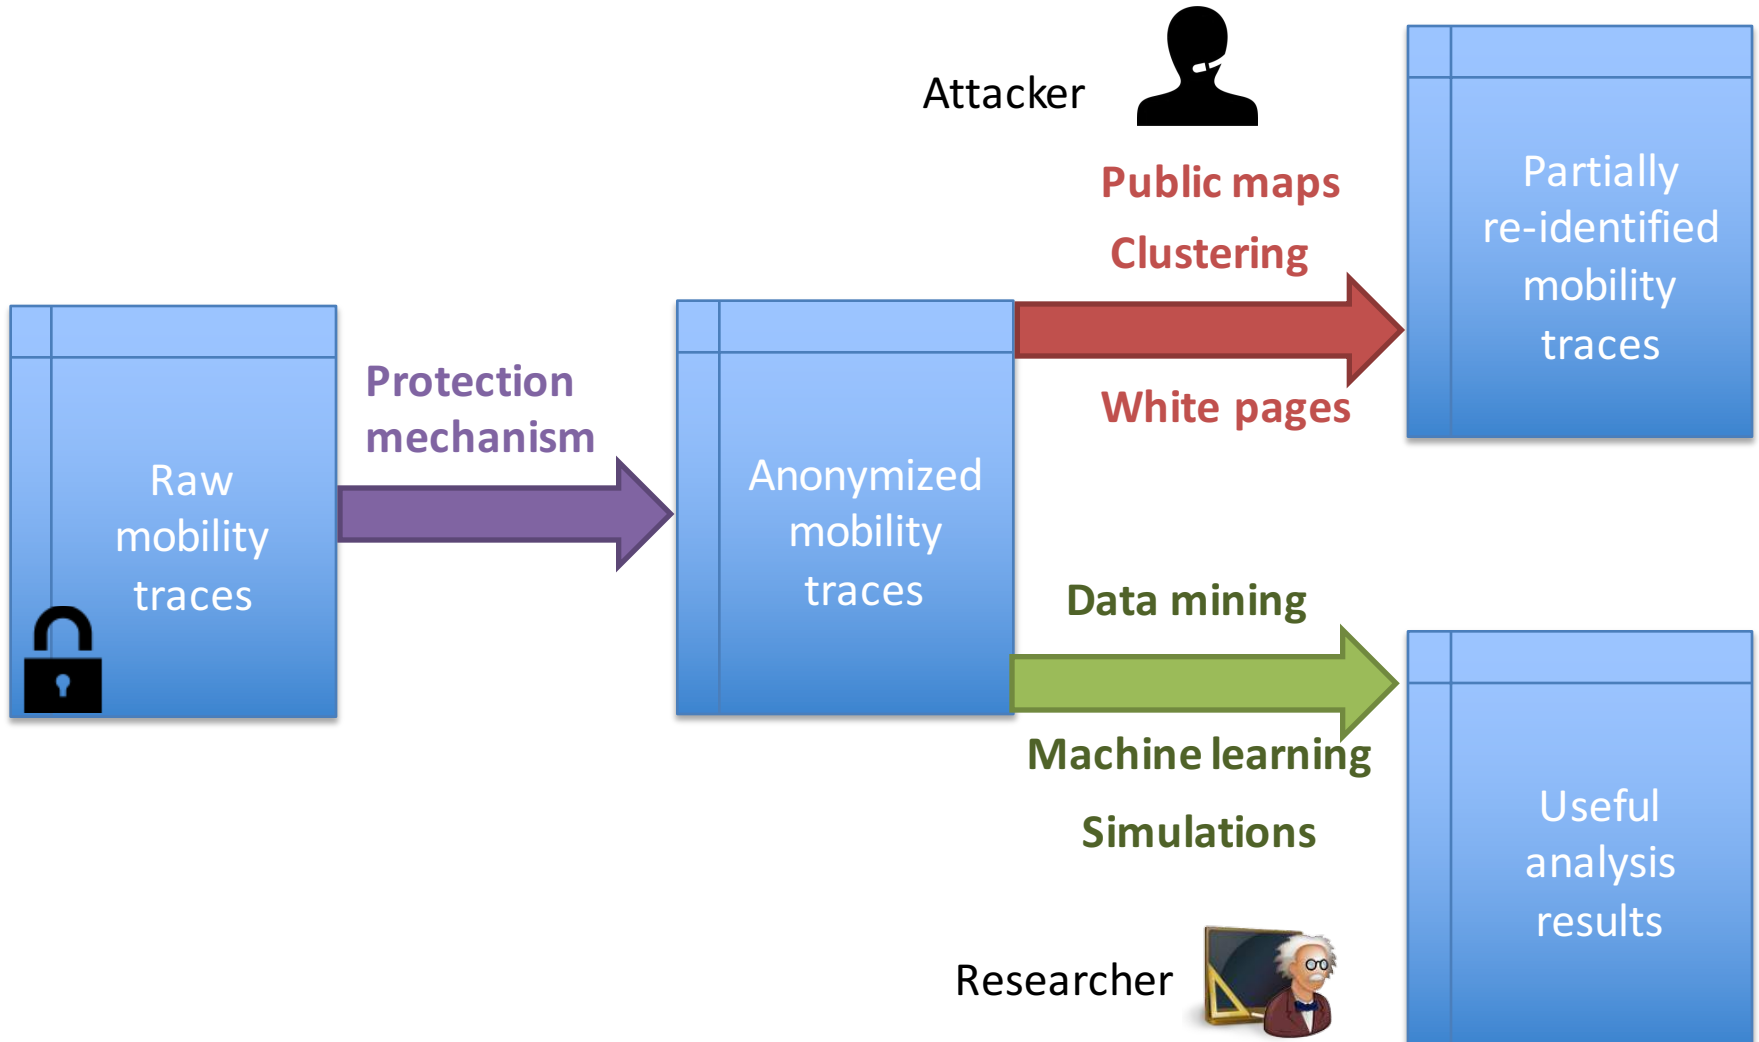 Attacker
Public maps
Clustering
White pages
Partially
re-identified
mobility
traces
Protection
mechanism
Raw
mobility
traces
Anonymized
mobility
traces
Data mining
Machine learning
Simulations
Researcher
Useful
analysis
results